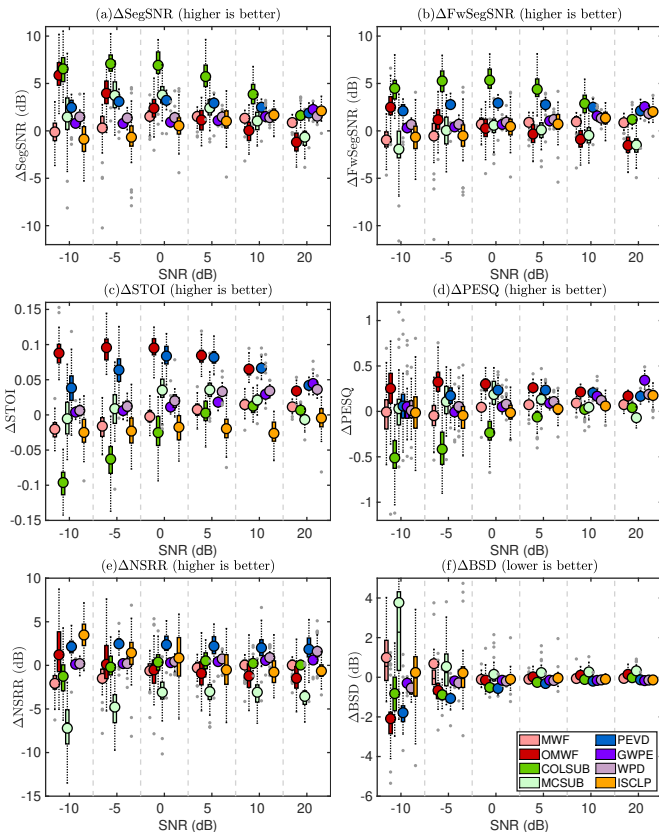 (a)ΔSegSNR (higher is better)
ΔSegSNR (dB)
10
5
0
-5
-10
-10 -5 0 5 10 20
SNR (dB)
(b)ΔFwSegSNR (higher is better)
ΔFwSegSNR (dB)
10
5
0
-5
-10
-10 -5 0 5 10 20
SNR (dB)
(c)ΔSTOI (higher is better)
ΔSTOI
0.15
0.1
0.05
0
-0.05
-0.1
-0.15
-10 -5 0 5 10 20
SNR (dB)
(d)ΔPESQ (higher is better)
ΔPESQ
1
0.5
0
-0.5
-1
-10 -5 0 5 10 20
SNR (dB)
(e)ΔNSRR (higher is better)
ΔNSRR (dB)
10
5
0
-5
-10
-15
-10 -5 0 5 10 20
SNR (dB)
(f)ΔBSD (lower is better)
ΔBSD (dB)
4
2
0
-2
-4
-6
-10 -5 0 5 10 20
SNR (dB)
MWF PEVD
OMWF GWPE
COLSUB WPD
MCSUB ISCLP